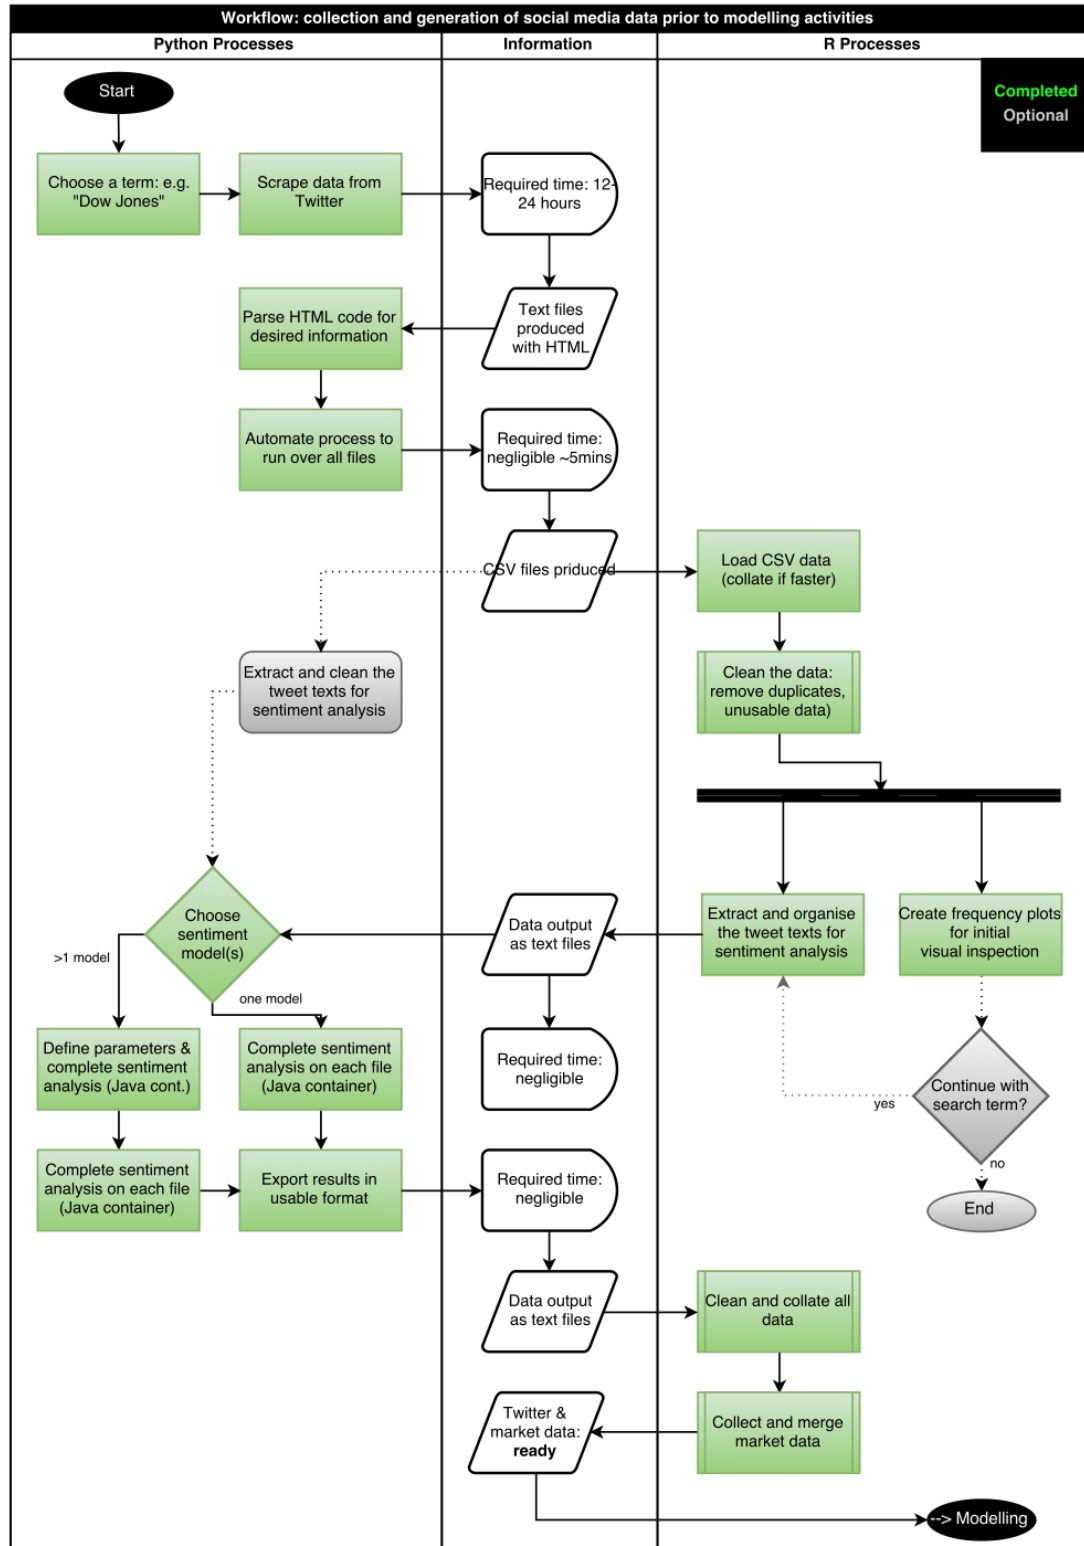 Workflow: collection and generation of social media data prior to modelling activities
Python Processes
Information
R Processes
Start
Completed
Optional
Choose a term: e.g.
"Dow Jones"
Scrape data from
Twitter
Required time: 12-
24 hours
Parse HTML code for
desired information
Text files
produced
with HTML
Automate process to
run over all files
Required time:
negligible ~5mins
CSV files priduced
Load CSV data
(collate if faster)
Extract and clean the
tweet texts for
sentiment analysis
Clean the data:
remove duplicates,
unusable data)
Choose
sentiment
model(s)
Data output
as text files
Extract and organise
the tweet texts for
sentiment analysis
Create frequency plots
for initial
visual inspection
>1 model
one model
Define parameters &
complete sentiment
analysis (Java cont.)
Complete sentiment
analysis on each file
(Java container)
Required time:
negligible
Continue with
search term?
yes
no
Complete sentiment
analysis on each file
(Java container)
Export results in
usable format
Required time:
negligible
End
Data output
as text files
Clean and collate all
data
Twitter &
market data:
ready
Collect and merge
market data
--> Modelling